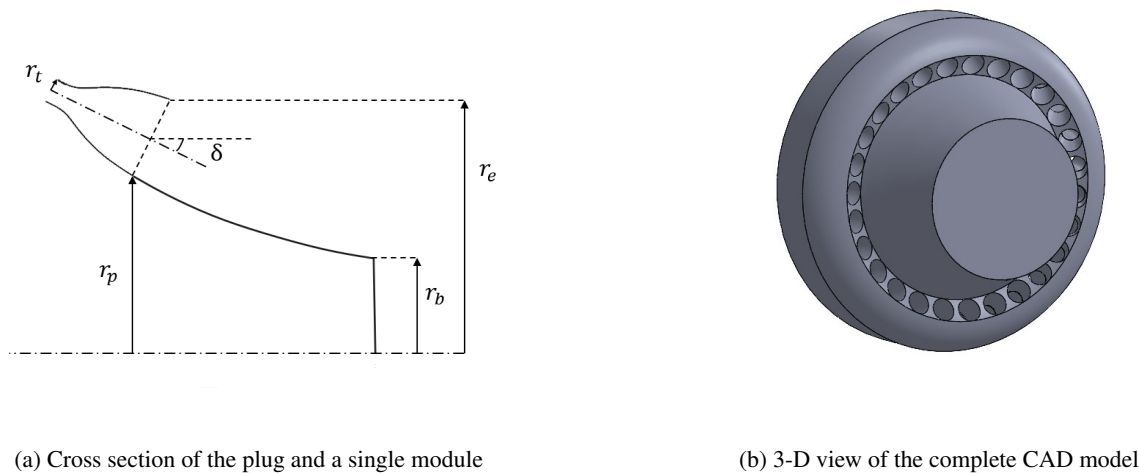 r_t
δ
r_e
r_p
r_b
(a) Cross section of the plug and a single module
(b) 3-D view of the complete CAD model